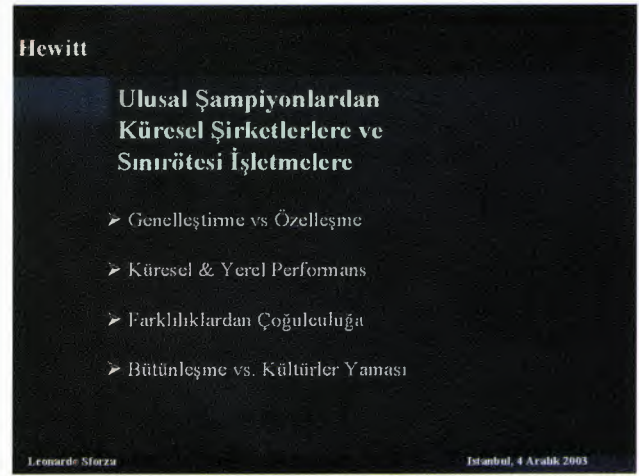 Hewitt
Ulusal Şampiyonlardan
Küresel Şirketlerlere ve
Sınırötesi İşletmelere
➢ Genelleştirme vs Özelleşme
➢ Küresel & Yerel Performans
➢ Farklılıklardan Çoğulculuğa
➢ Bütünleşme vs. Kültürler Yaması
Leonardo Sforza
Istanbul, 4 Aralık 2003